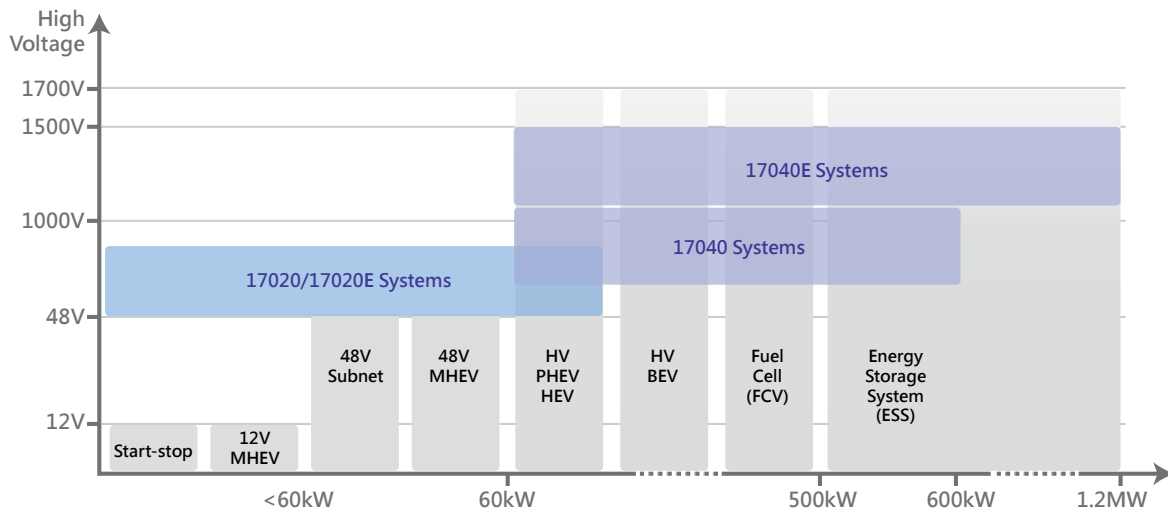 High
Voltage
1700V
1500V
17040E Systems
1000V
17040 Systems
17020/17020E Systems
48V
48V
Subnet
48V
MHEV
HV
PHEV
HEV
HV
BEV
Fuel
Cell
(FCV)
Energy
Storage
System
(ESS)
12V
Start-stop
12V
MHEV
<60kW
60kW
500kW
600kW
1.2MW